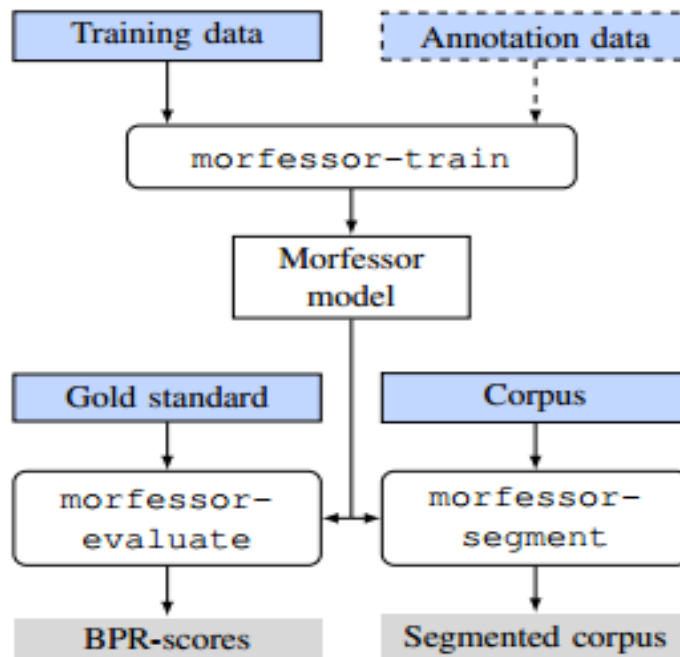 Training data
Annotation data
morfessor-train
Morfessor
model
Gold standard
Corpus
morfessor-
evaluate
morfessor-
segment
BPR-scores
Segmented corpus